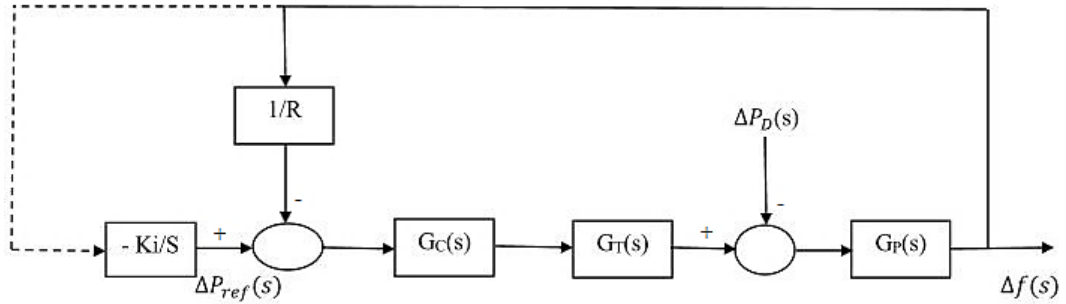 1/R
ΔP_D(s)
-
-
+
+
- Ki/S
G_C(s)
G_T(s)
G_P(s)
ΔP_ref(s)
Δf(s)